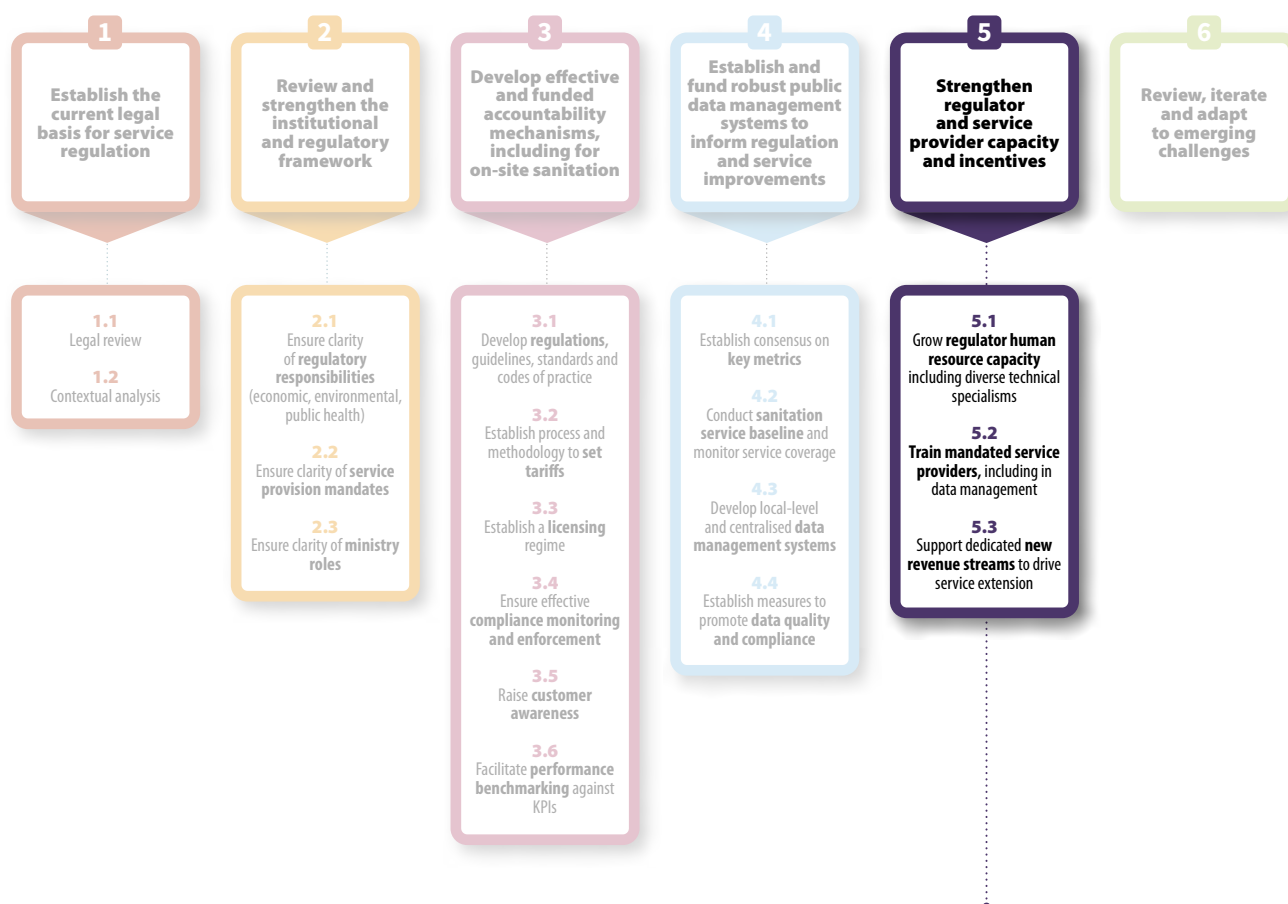 1
Establish the
current legal
basis for service
regulation
1.1
Legal review
1.2
Contextual analysis
2
Review and
strengthen the
institutional
and regulatory
framework
2.1
Ensure clarity
of regulatory
responsibilities
(economic, environmental,
public health)
2.2
Ensure clarity of service
provision mandates
2.3
Ensure clarity of ministry
roles
3
Develop effective
and funded
accountability
mechanisms,
including for
on-site sanitation
3.1
Develop regulations,
guidelines, standards and
codes of practice
3.2
Establish process and
methodology to set
tariffs
3.3
Establish a licensing
regime
3.4
Ensure effective
compliance monitoring
and enforcement
3.5
Raise customer
awareness
3.6
Facilitate performance
benchmarking against
KPIs
4
Establish and
fund robust public
data management
systems to
inform regulation
and service
improvements
4.1
Establish consensus on
key metrics
4.2
Conduct sanitation
service baseline and
monitor service coverage
4.3
Develop local-level
and centralised data
management systems
4.4
Establish measures to
promote data quality
and compliance
5
Strengthen
regulator
and service
provider capacity
and incentives
5.1
Grow regulator human
resource capacity
including diverse technical
specialisms
5.2
Train mandated service
providers, including in
data management
5.3
Support dedicated new
revenue streams to drive
service extension
6
Review, iterate
and adapt
to emerging
challenges